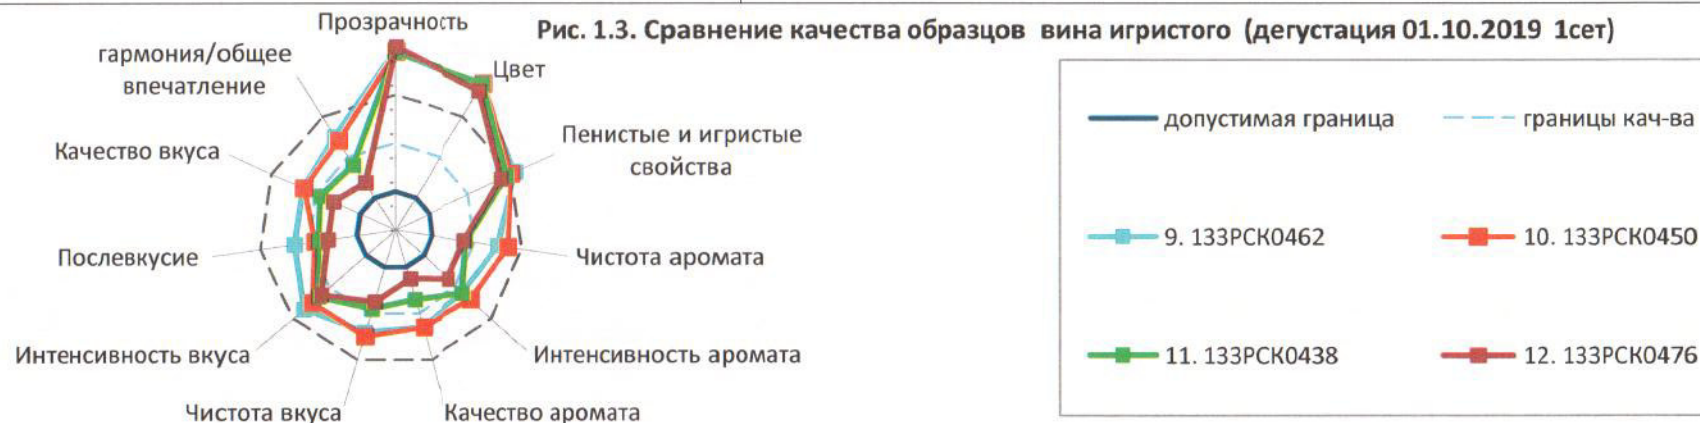 Рис. 1.3. Сравнение качества образцов вина игристого (дегустация 01.10.2019 1сет)
Прозрачность
Цвет
Пенистые и игристые
свойства
Чистота аромата
Интенсивность аромата
Качество аромата
Чистота вкуса
Интенсивность вкуса
Послевкусие
Качество вкуса
гармония/общее
впечатление
допустимая граница
границы кач-ва
9. 133РСК0462
10. 133РСК0450
11. 133РСК0438
12. 133РСК0476